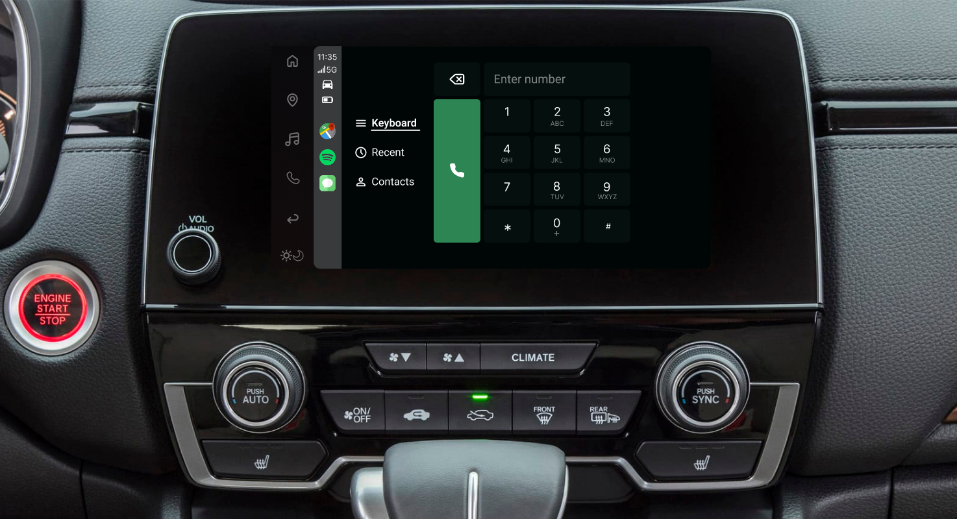 11:35
5G
Enter number
1
2
ABC
3
DEF
Keyboard
4
GHI
5
JKL
6
MNO
Recent
7
8
TUV
9
WXYZ
Contacts
*
0
+
#
VOL
AUDIO
ENGINE
START
STOP
CLIMATE
PUSH
AUTO
PUSH
SYNC
ON/
OFF
FRONT
REAR